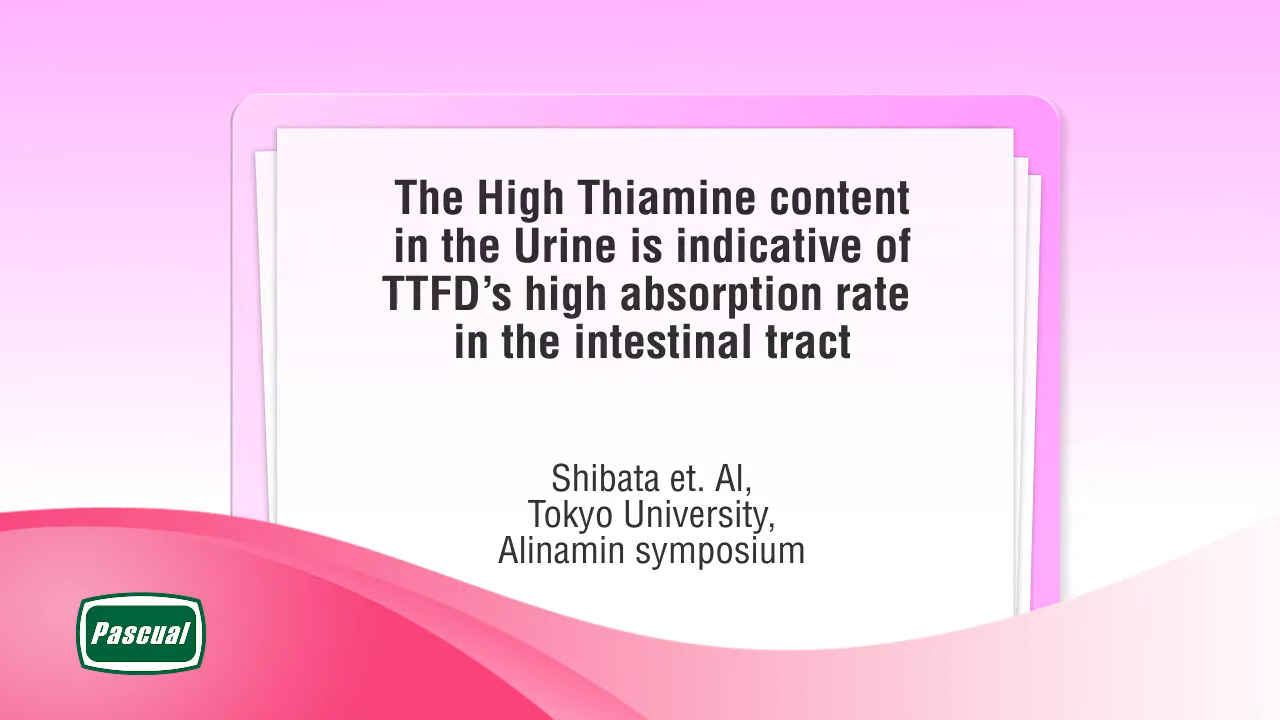 The High Thiamine content
in the Urine is indicative of
TTFD’s high absorption rate
in the intestinal tract
Shibata et. Al,
Tokyo University,
Alinamin symposium
Pascual